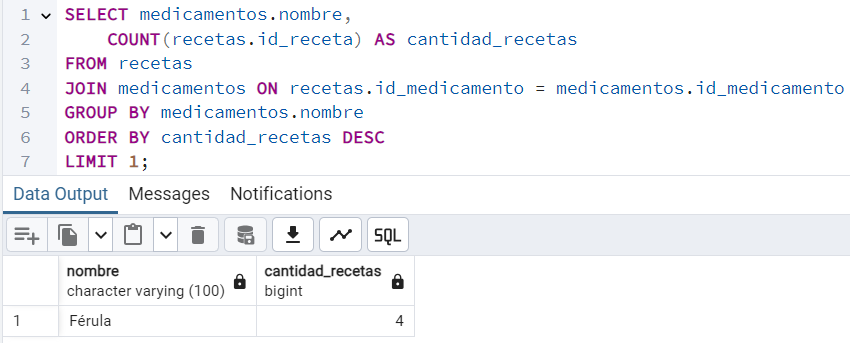 1 SELECT medicamentos.nombre,
2 COUNT(recetas.id_receta) AS cantidad_recetas
3 FROM recetas
4 JOIN medicamentos ON recetas.id_medicamento = medicamentos.id_medicamento
5 GROUP BY medicamentos.nombre
6 ORDER BY cantidad_recetas DESC
7 LIMIT 1;
Data Output Messages Notifications
SQL
nombre cantidad_recetas
character varying (100) bigint
1 Férula 4